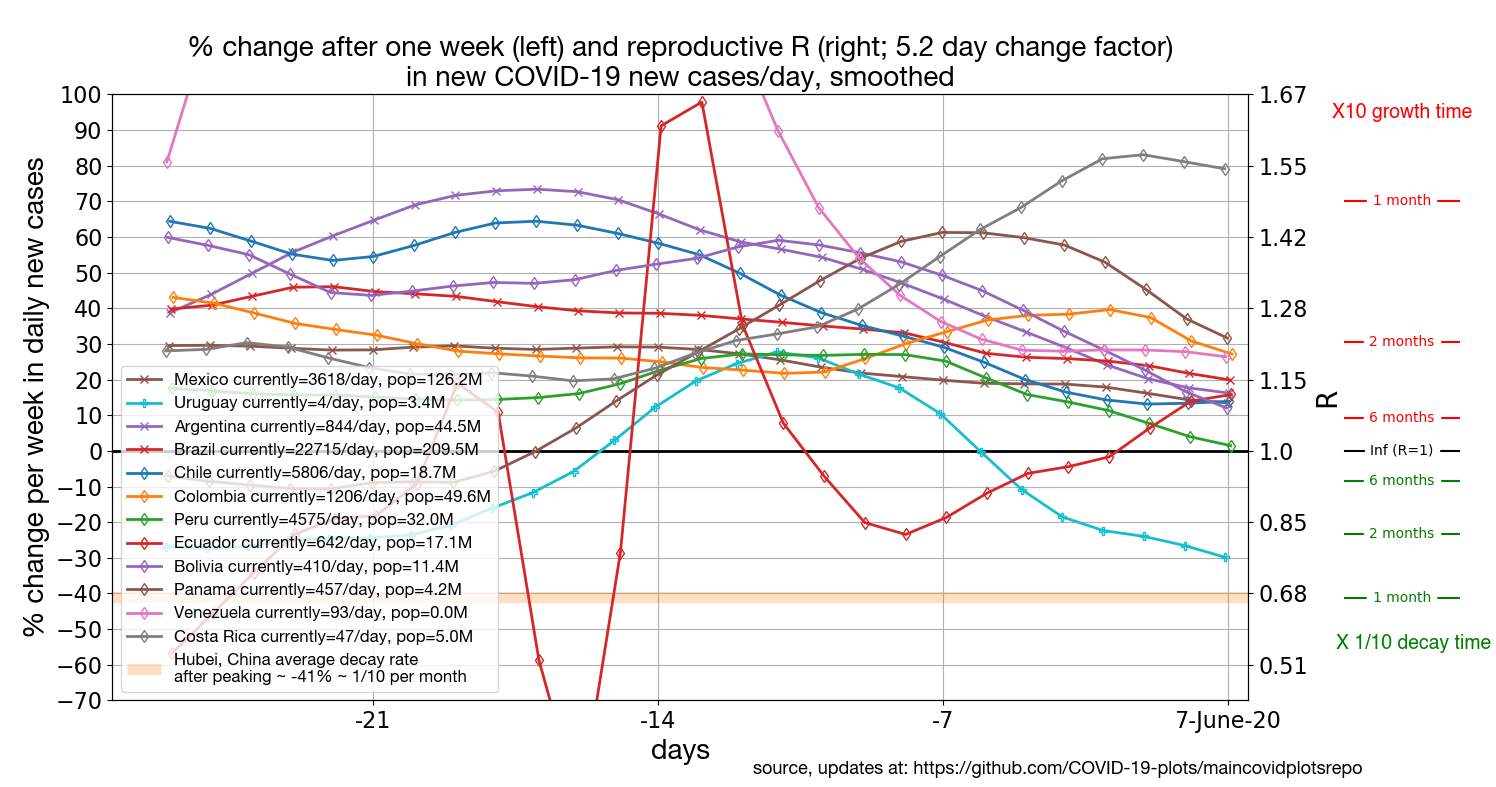 % change after one week (left) and reproductive R (right; 5.2 day change factor)
in new COVID-19 new cases/day, smoothed
% change per week in daily new cases
100
90
80
70
60
50
40
30
20
10
0
−10
−20
−30
−40
−50
−60
−70
Mexico currently=3618/day, pop=126.2M
Uruguay currently=4/day, pop=3.4M
Argentina currently=844/day, pop=44.5M
Brazil currently=22715/day, pop=209.5M
Chile currently=5806/day, pop=18.7M
Colombia currently=1206/day, pop=49.6M
Peru currently=4575/day, pop=32.0M
Ecuador currently=642/day, pop=17.1M
Bolivia currently=410/day, pop=11.4M
Panama currently=457/day, pop=4.2M
Venezuela currently=93/day, pop=0.0M
Costa Rica currently=47/day, pop=5.0M
Hubei, China average decay rate
after peaking ~ -41% ~ 1/10 per month
-21
-14
-7
7-June-20
days
1.67
1.55
1.42
1.28
1.15
1.0
0.85
0.68
0.51
R
X10 growth time
1 month
2 months
6 months
Inf (R=1)
6 months
2 months
1 month
X 1/10 decay time
source, updates at: https://github.com/COVID-19-plots/maincovidplotsrepo